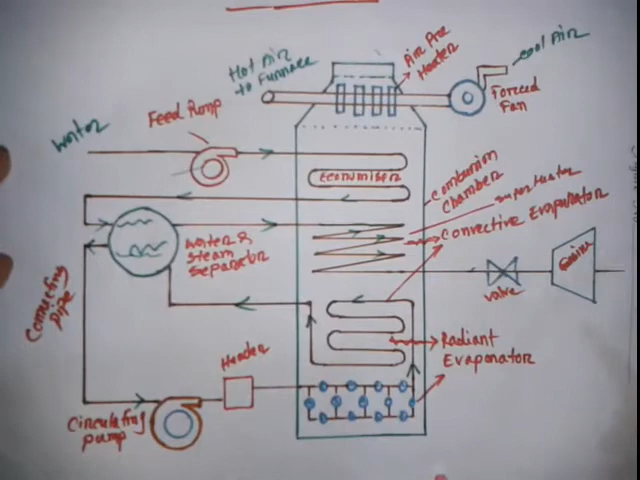 Hot Air
to Furnace
Air Pre
Heater
cool Air
Forced
Fan
Feed Pump
water
Economiser
Combusion
Chamber
super heater
Convective Evaporator
water &
steam
separator
valve
Connecting
pipe
Header
Radiant
Evaporator
Circulating
pump